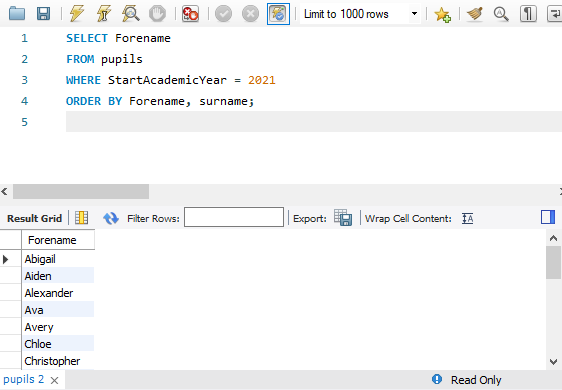 Limit to 1000 rows
1 SELECT Forename
2 FROM pupils
3 WHERE StartAcademicYear = 2021
4 ORDER BY Forename, surname;
5
Result Grid Filter Rows: Export: Wrap Cell Content:
Forename
Abigail
Aiden
Alexander
Ava
Avery
Chloe
Christopher
pupils 2 Read Only